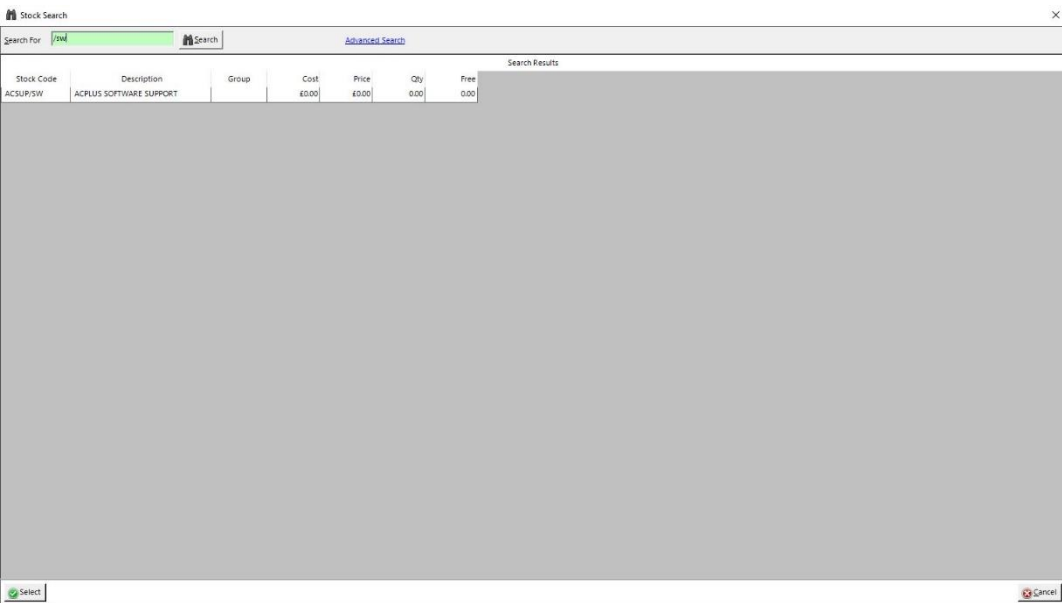 Stock Search
Search For /sw Search Advanced Search
Search Results
Stock Code Description Group Cost Price Qty Free
ACSUP/SW ACPLUS SOFTWARE SUPPORT £0.00 £0.00 0.00 0.00
Select Cancel